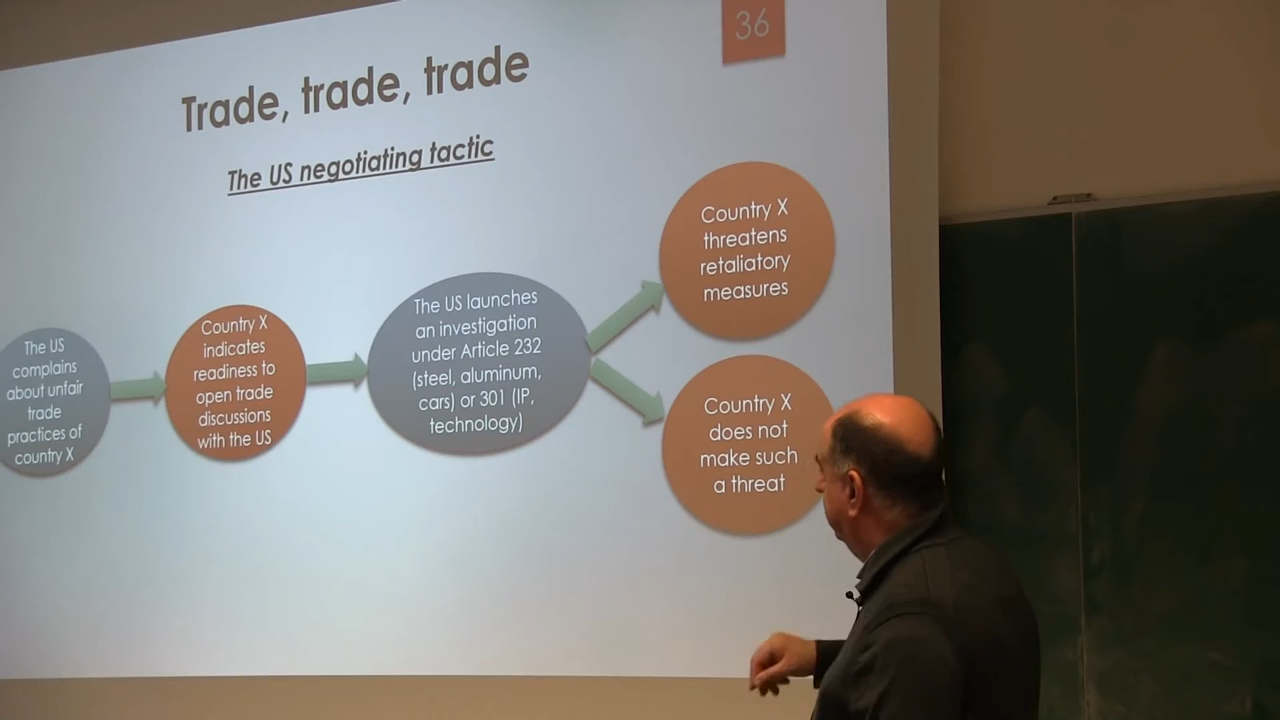 36
Trade, trade, trade
The US negotiating tactic
The US
complains
about unfair
trade
practices of
country X
Country X
indicates
readiness to
open trade
discussions
with the US
The US launches
an investigation
under Article 232
(steel, aluminum,
cars) or 301 (IP,
technology)
Country X
threatens
retaliatory
measures
Country X
does not
make such
a threat